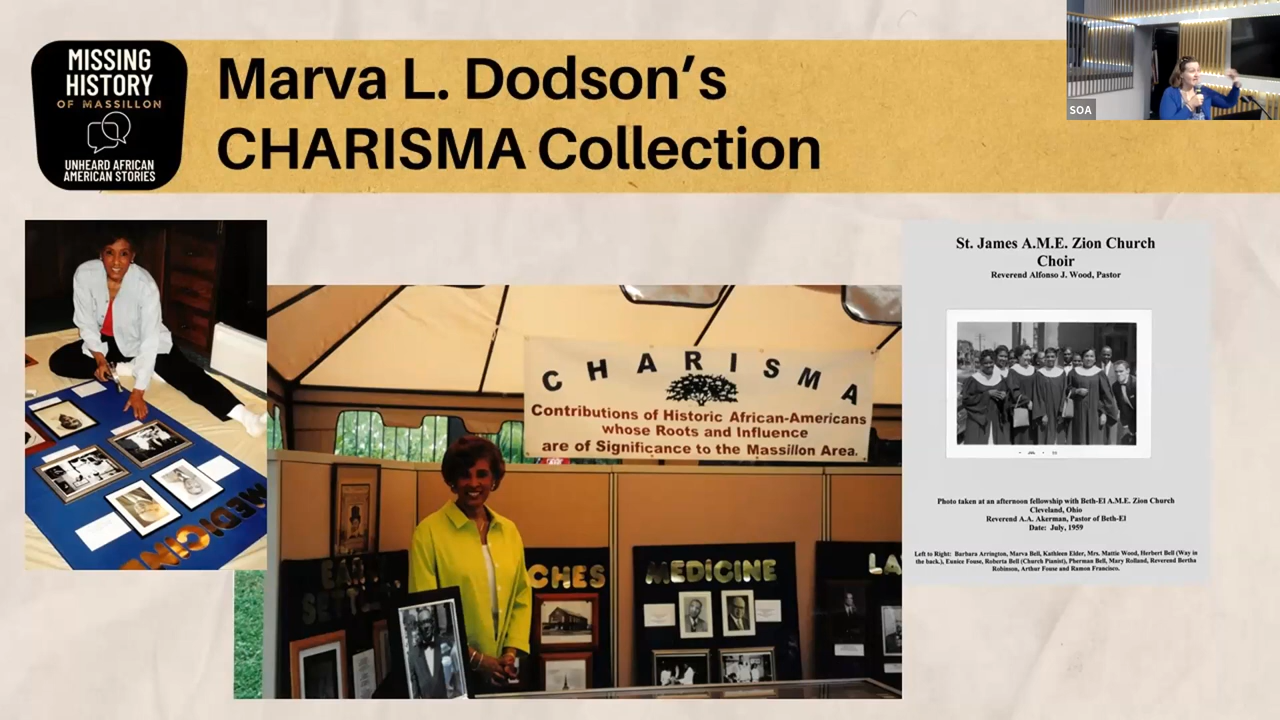 MISSING
HISTORY
OF MASSILLON
UNHEARD AFRICAN
AMERICAN STORIES
Marva L. Dodson’s
CHARISMA Collection
SOA
MEDICINE
CHARISMA
Contributions of Historic African-Americans
whose Roots and Influence
are of Significance to the Massillon Area.
CHES
MEDICINE
LA
St. James A.M.E. Zion Church
Choir
Reverend Alfonso J. Wood, Pastor
Photo taken at an afternoon fellowship with Beth-El A.M.E. Zion Church
Cleveland, Ohio
Reverend A.A. Akerman, Pastor of Beth-El
Date: July, 1959
Left to Right: Barbara Arrington, Marva Bell, Kathleen Elder, Mrs. Mattie Wood, Herbert Bell (Way in
the back.), Eunice Fouse, Roberta Bell (Church Pianist), Pherman Bell, Mary Rolland, Reverend Bertha
Robinson, Arthur Fouse and Ramon Francisco.